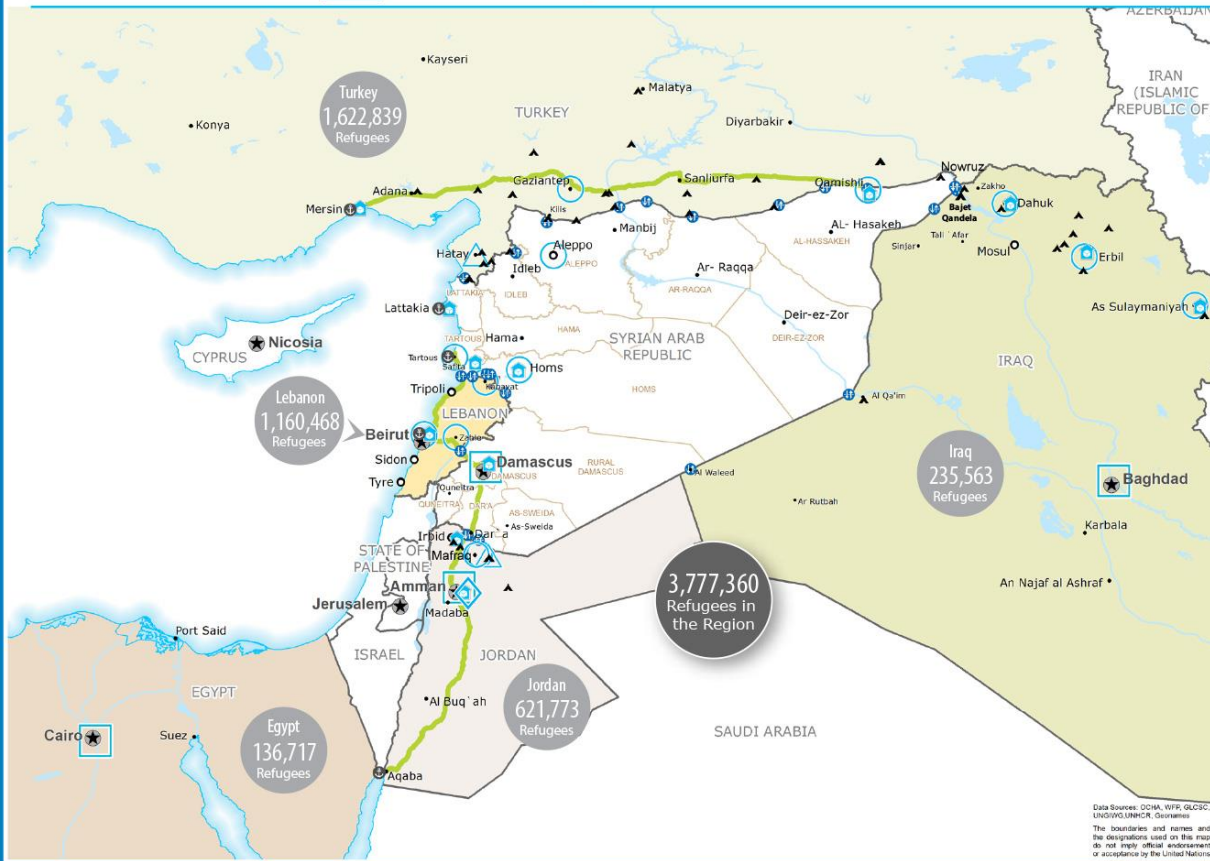 AZERBAIJAN
IRAN
(ISLAMIC
REPUBLIC OF
Kayseri
Turkey
1,622,839
Refugees
Malatya
TURKEY
Konya
Diyarbakir
Nowruz
Adana
Gaziantep
Sanliurfa
Qamishli
Zakho
Mersin
Kilis
Bajet
Qandela
Dahuk
Manbij
AL- Hasakeh
Tall `Afar
Sinjar
Mosul
AL-HASSAKEH
Hatay
Aleppo
ALEPPO
Erbil
Idleb
Ar- Raqqa
LATTAKIA
IDLEB
AR-RAQQA
As Sulaymaniyah
Lattakia
Deir-ez-Zor
HAMA
TARTOUS
Hama
SYRIAN ARAB
REPUBLIC
DEIR-EZ-ZOR
Nicosia
CYPRUS
Tartous
Safita
Homs
IRAQ
HOMS
Tripoli
Al Qa'im
Lebanon
1,160,468
Refugees
LEBANON
Beirut
Zahle
Iraq
235,563
Refugees
Sidon
Damascus
DAMASCUS
RURAL
DAMASCUS
Al Waleed
Baghdad
Tyre
Quneitra
QUNEITRA
DAR'A
AS-SWEIDA
Ar Rutbah
As-Sweida
Karbala
Irbid
Dar`a
STATE OF
PALESTINE
Mafraq
An Najaf al Ashraf
3,777,360
Refugees in
the Region
Amman
Jerusalem
Madaba
Port Said
ISRAEL
JORDAN
EGYPT
Jordan
621,773
Refugees
Al Buq`ah
SAUDI ARABIA
Cairo
Suez
Egypt
136,717
Refugees
Aqaba
Data Sources: OCHA, WFP, GLCSC,
UNGIWG,UNHCR, Geonames
The boundaries and names and
the designations used on this map
do not imply official endorsement
or acceptance by the United Nations